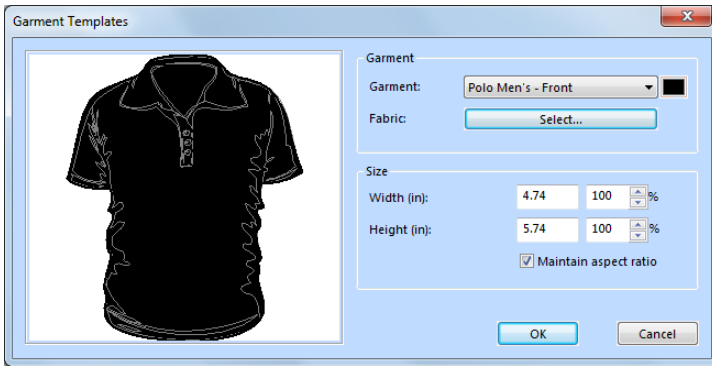 Garment Templates
Garment
Garment: Polo Men's - Front
Fabric: Select...
Size
Width (in): 4.74 100 %
Height (in): 5.74 100 %
Maintain aspect ratio
OK Cancel